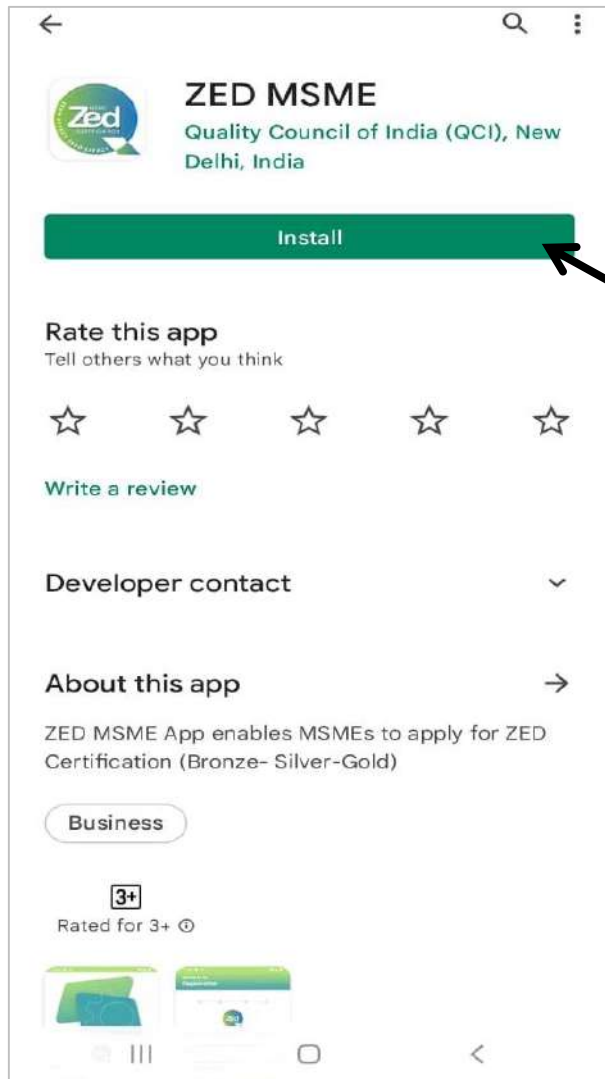 Zed
ZED MSME
Quality Council of India (QCI), New
Delhi, India
Install
Rate this app
Tell others what you think
Write a review
Developer contact
About this app
ZED MSME App enables MSMEs to apply for ZED
Certification (Bronze- Silver-Gold)
Business
3+
Rated for 3+